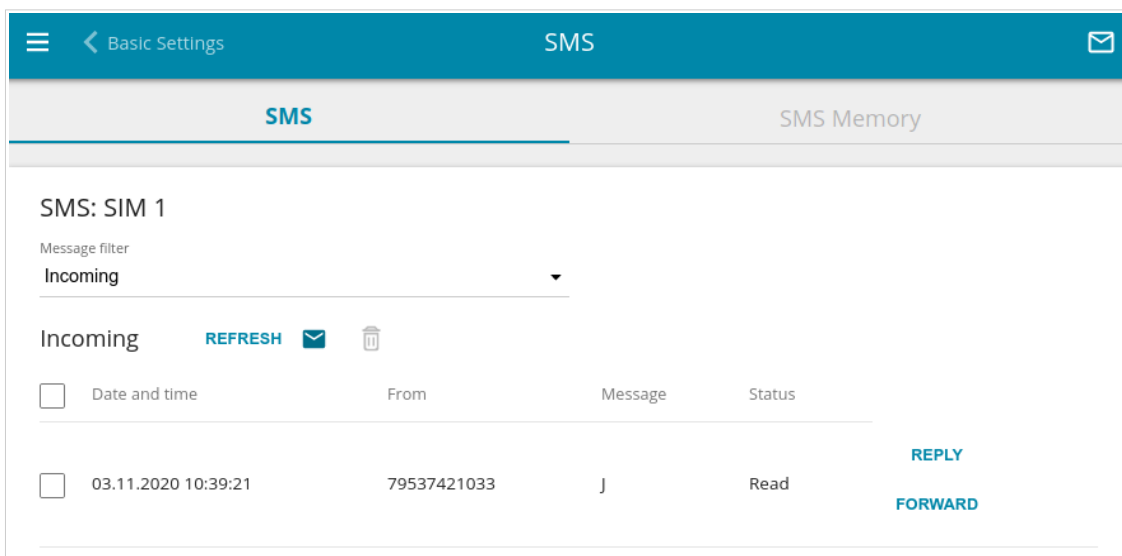 Basic Settings SMS
SMS SMS Memory
SMS: SIM 1
Message filter
Incoming
Incoming REFRESH
Date and time From Message Status
REPLY
03.11.2020 10:39:21 79537421033 J Read
FORWARD